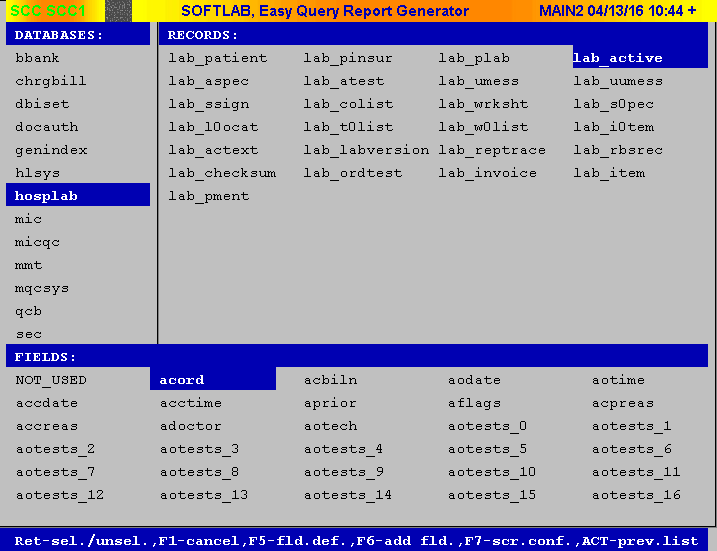 SCC SCC1 SOFTLAB, Easy Query Report Generator MAIN2 04/13/16 10:44 +
DATABASES: RECORDS:
bbank lab_patient lab_pinsur lab_plab lab_active
chrgbill lab_aspec lab_atest lab_umess lab_uumess
dbiset lab_ssign lab_colist lab_wrksht lab_s0pec
docauth lab_l0ocat lab_t0list lab_w0list lab_i0tem
genindex lab_actext lab_labversion lab_reptrace lab_rbsrec
hlsys lab_checksum lab_ordtest lab_invoice lab_item
hosplab lab_pment
mic
micqc
mmt
mqcsys
qcb
sec
FIELDS:
NOT_USED acord acbiln aodate aotime
accdate acctime aprior aflags acpreas
accreas adoctor aotech aotests_0 aotests_1
aotests_2 aotests_3 aotests_4 aotests_5 aotests_6
aotests_7 aotests_8 aotests_9 aotests_10 aotests_11
aotests_12 aotests_13 aotests_14 aotests_15 aotests_16
Ret-sel./unsel.,F1-cancel,F5-fld.def.,F6-add fld.,F7-scr.conf.,ACT-prev.list